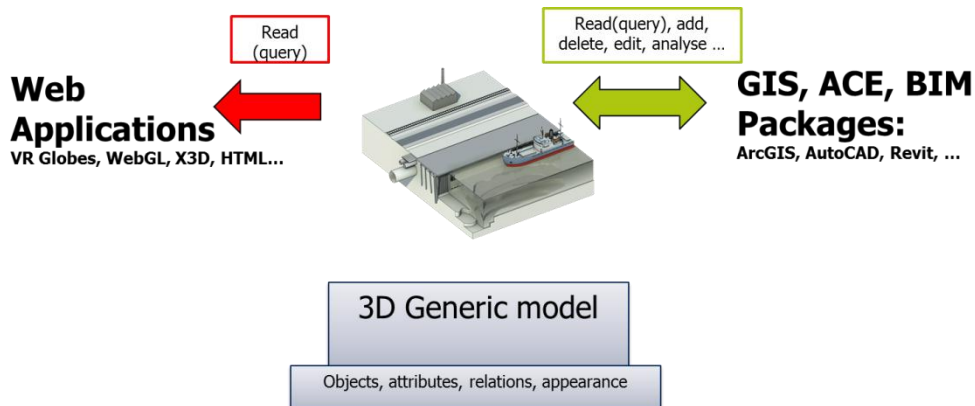 Read
(query)
Read(query), add,
delete, edit, analyse ...
Web
Applications
VR Globes, WebGL, X3D, HTML...
GIS, ACE, BIM
Packages:
ArcGIS, AutoCAD, Revit, ...
3D Generic model
Objects, attributes, relations, appearance